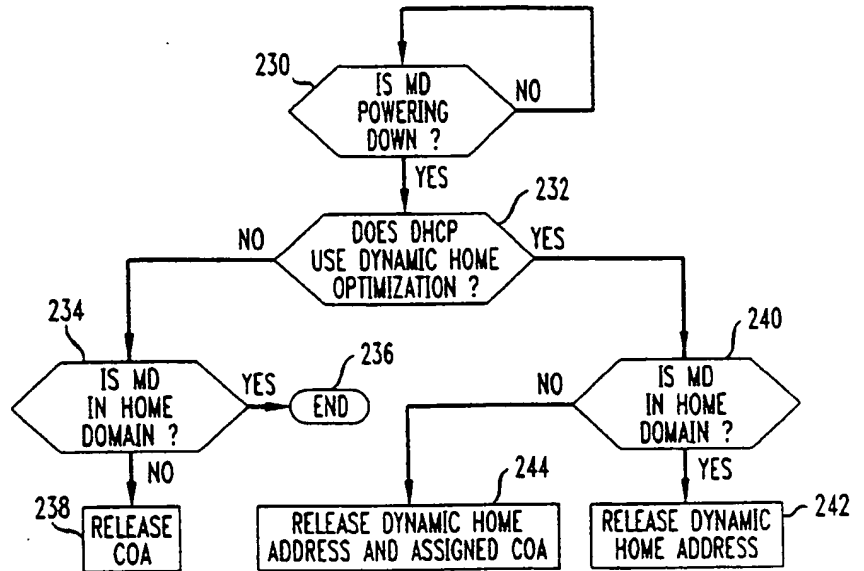 230
IS MD
POWERING
DOWN ?
NO
YES
232
DOES DHCP
USE DYNAMIC HOME
OPTIMIZATION ?
NO
YES
234
IS MD
IN HOME
DOMAIN ?
YES
236
END
NO
238
RELEASE
COA
240
IS MD
IN HOME
DOMAIN ?
NO
YES
244
RELEASE DYNAMIC HOME
ADDRESS AND ASSIGNED COA
242
RELEASE DYNAMIC
HOME ADDRESS